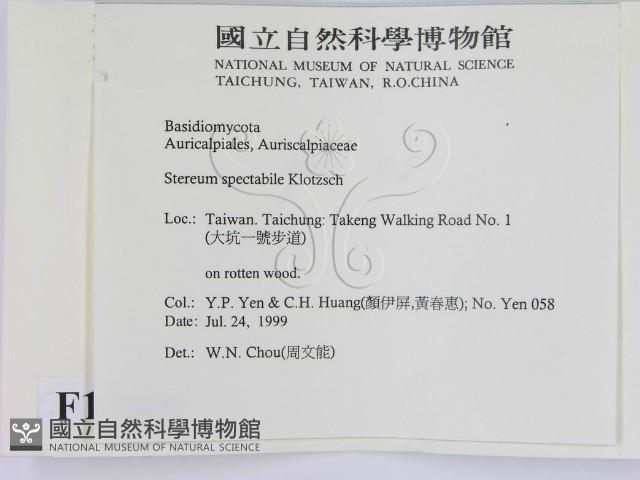 國立自然科學博物館
NATIONAL MUSEUM OF NATURAL SCIENCE
TAICHUNG, TAIWAN, R.O.CHINA
Basidiomycota
Auricalpiales, Auriscalpiaceae
Stereum spectabile Klotzsch
Loc.: Taiwan. Taichung: Takeng Walking Road No. 1
(大坑一號步道)
on rotten wood.
Col.: Y.P. Yen & C.H. Huang(顏伊屏,黃春惠); No. Yen 058
Date: Jul. 24, 1999
Det.: W.N. Chou(周文能)
F1
國立自然科學博物館
NATIONAL MUSEUM OF NATURAL SCIENCE